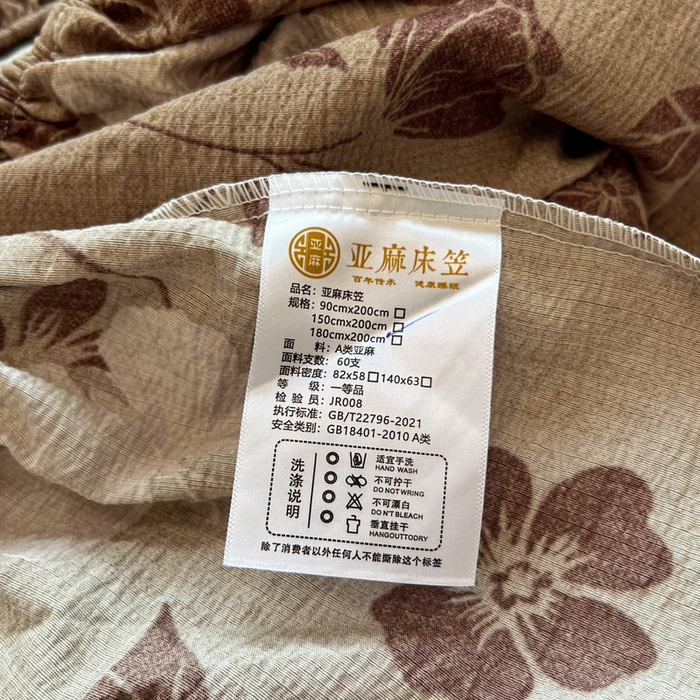 亚麻
亚麻床笠
百年传承 健康睡眠
品名：亚麻床笠
规格：90cmx200cm□
150cmx200cm□
180cmx200cm□
面 料：A类亚麻
面料支数：60支
面料密度：82x58□140x63□
等 级：一等品
检 验 员：JR008
执行标准：GB/T22796-2021
安全类别：GB18401-2010 A类
洗涤说明
适宜手洗
HAND WASH
不可拧干
DO NOT WRING
不可漂白
DO N'T BLEACH
垂直挂干
HANGOUTTODRY
除了消费者以外任何人不能撕除这个标签